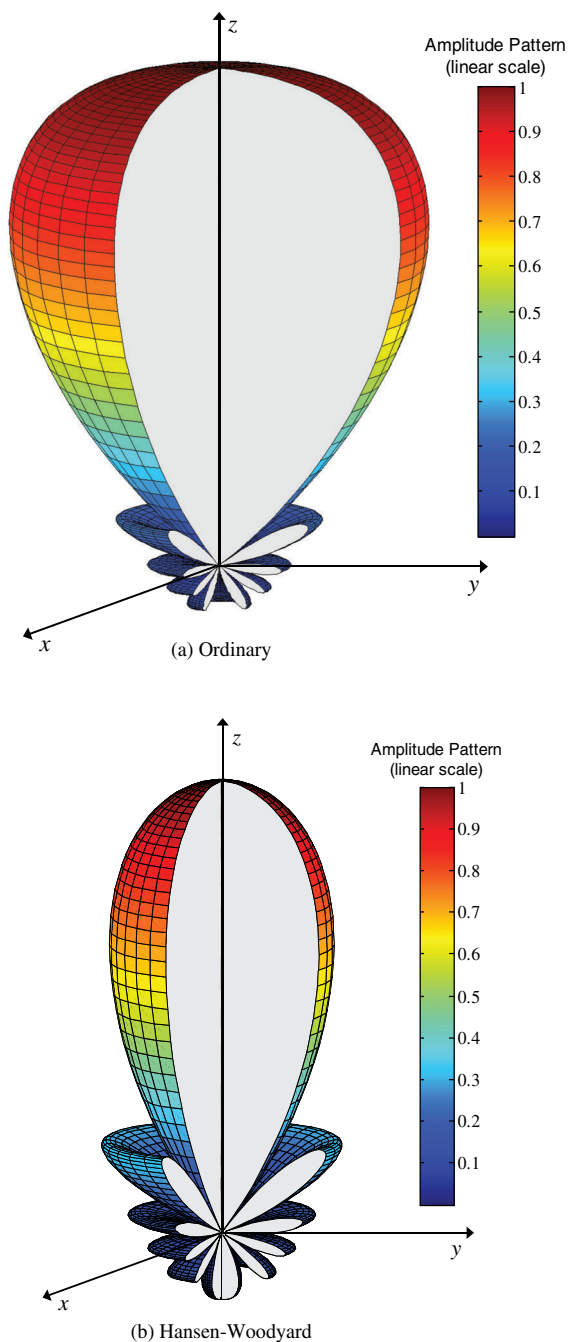 z
Amplitude Pattern
(linear scale)
1
0.9
0.8
0.7
0.6
0.5
0.4
0.3
0.2
0.1
y
x
(a) Ordinary
z
Amplitude Pattern
(linear scale)
1
0.9
0.8
0.7
0.6
0.5
0.4
0.3
0.2
0.1
y
x
(b) Hansen-Woodyard